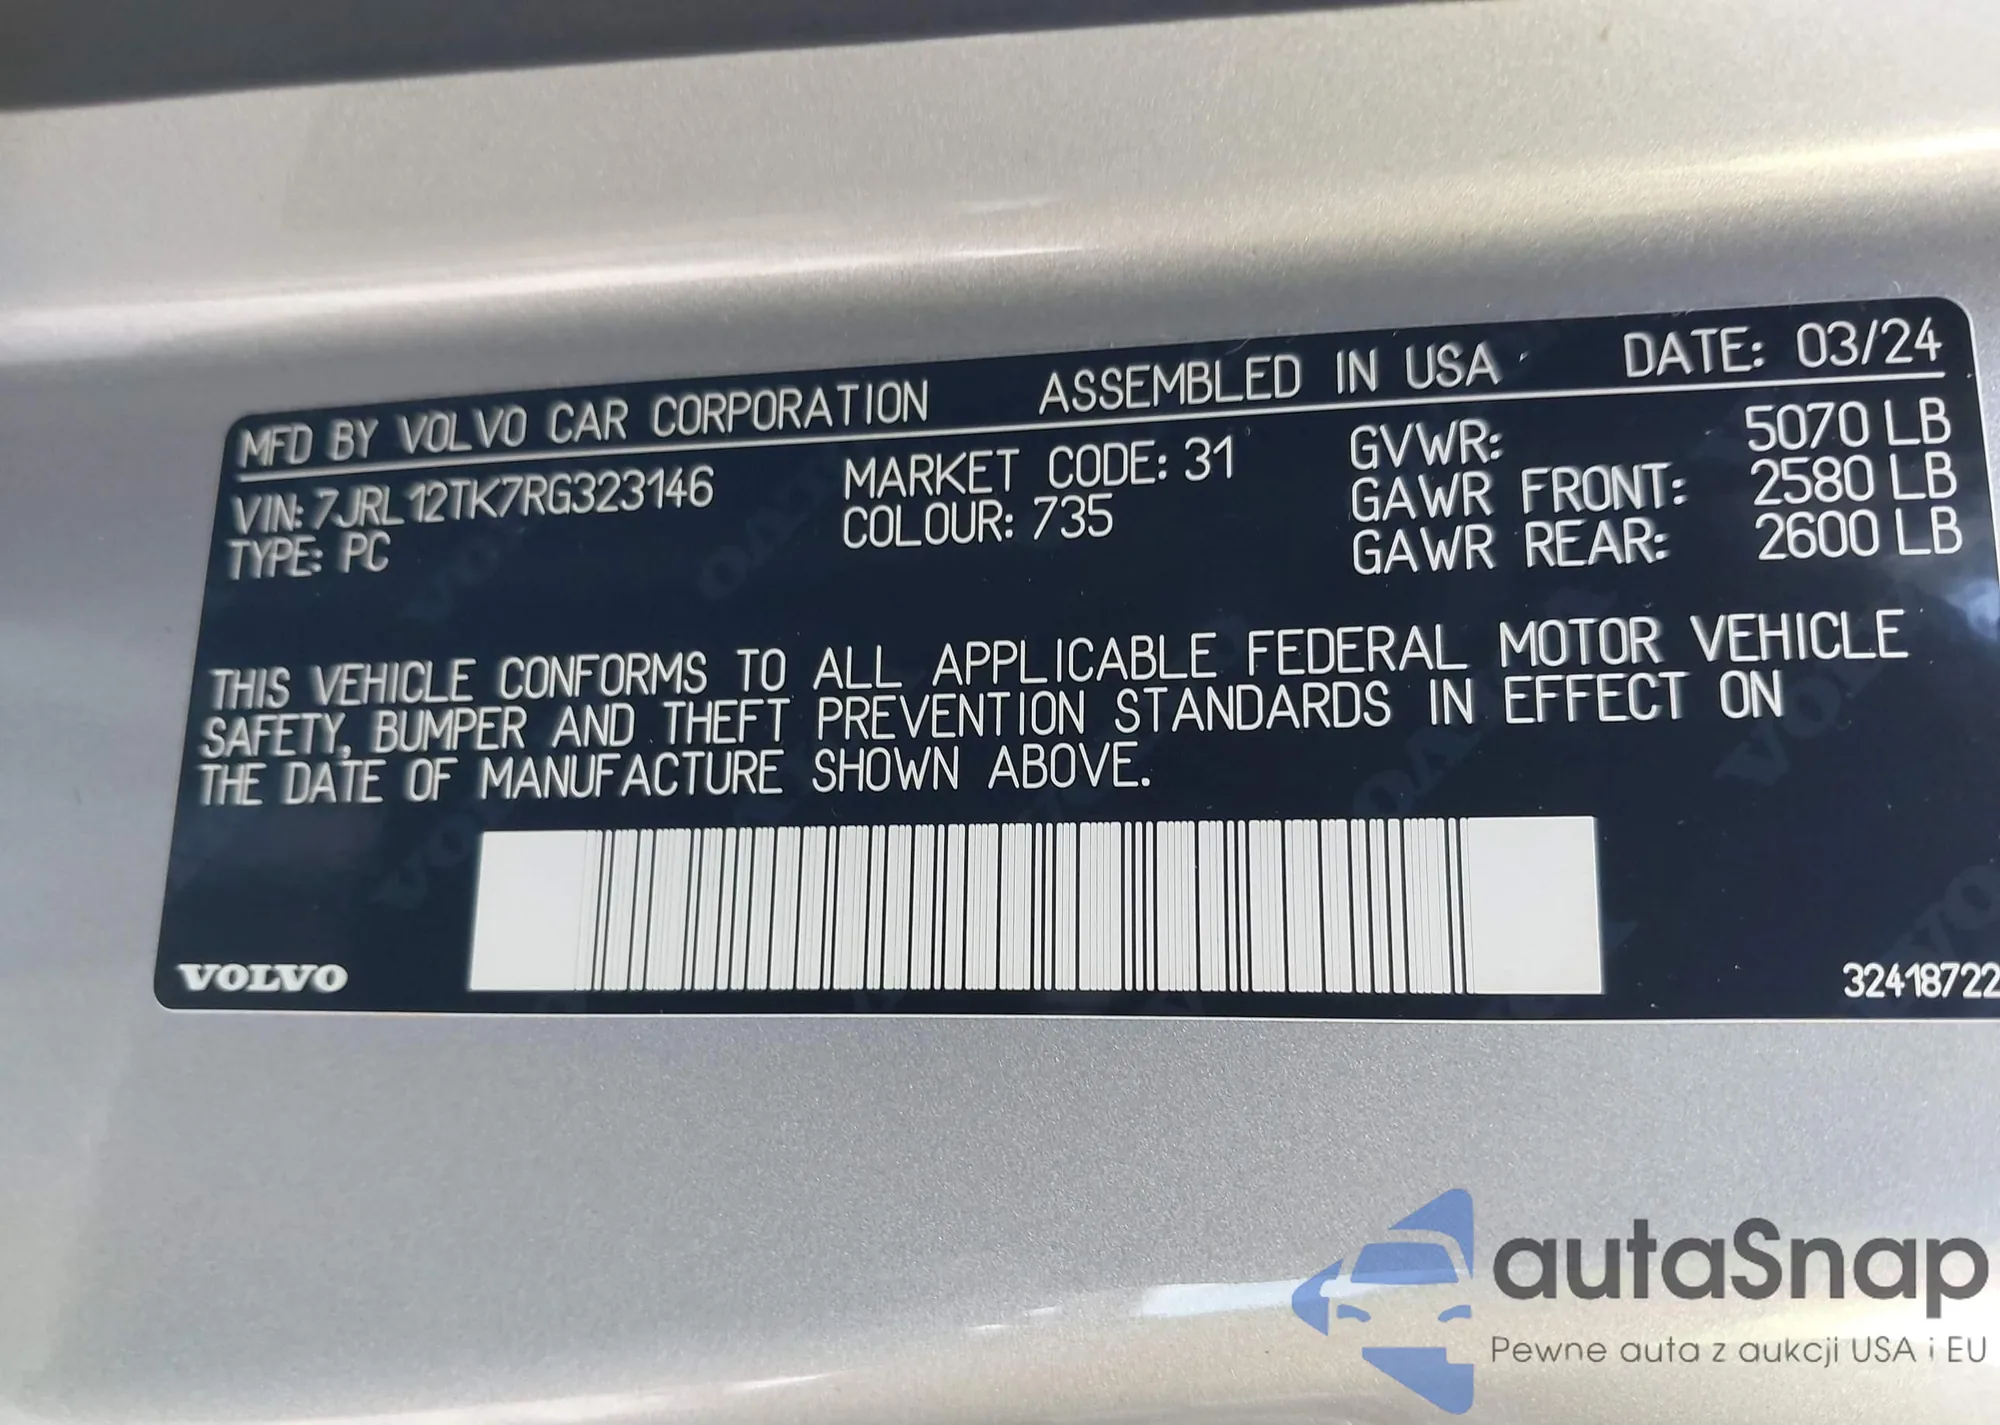 MFD BY VOLVO CAR CORPORATION ASSEMBLED IN USA DATE: 03/24
VIN: 7JRL12TK7RG323146 MARKET CODE: 31 GVWR: 5070 LB
TYPE: PC COLOUR: 735 GAWR FRONT: 2580 LB
GAWR REAR: 2600 LB
THIS VEHICLE CONFORMS TO ALL APPLICABLE FEDERAL MOTOR VEHICLE
SAFETY, BUMPER AND THEFT PREVENTION STANDARDS IN EFFECT ON
THE DATE OF MANUFACTURE SHOWN ABOVE.
VOLVO
32418722
autaSnap
Pewne auta z aukcji USA i EU